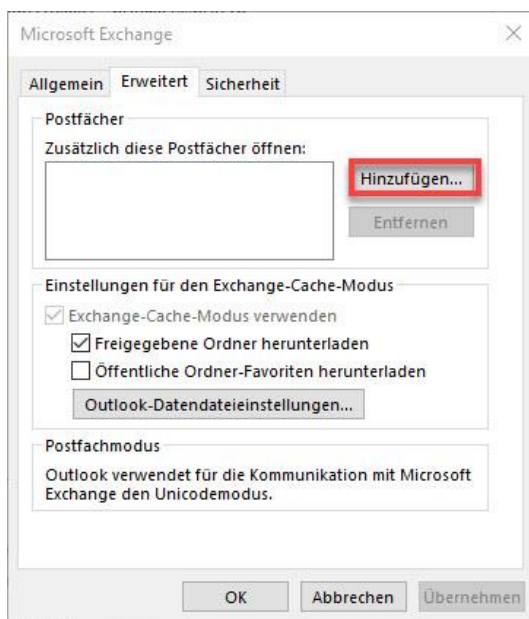 Microsoft Exchange
Allgemein Erweitert Sicherheit
Postfächer
Zusätzlich diese Postfächer öffnen:
Hinzufügen...
Entfernen
Einstellungen für den Exchange-Cache-Modus
Exchange-Cache-Modus verwenden
Freigegebene Ordner herunterladen
Öffentliche Ordner-Favoriten herunterladen
Outlook-Datendateieinstellungen...
Postfachmodus
Outlook verwendet für die Kommunikation mit Microsoft
Exchange den Unicodemodus.
OK Abbrechen Übernehmen